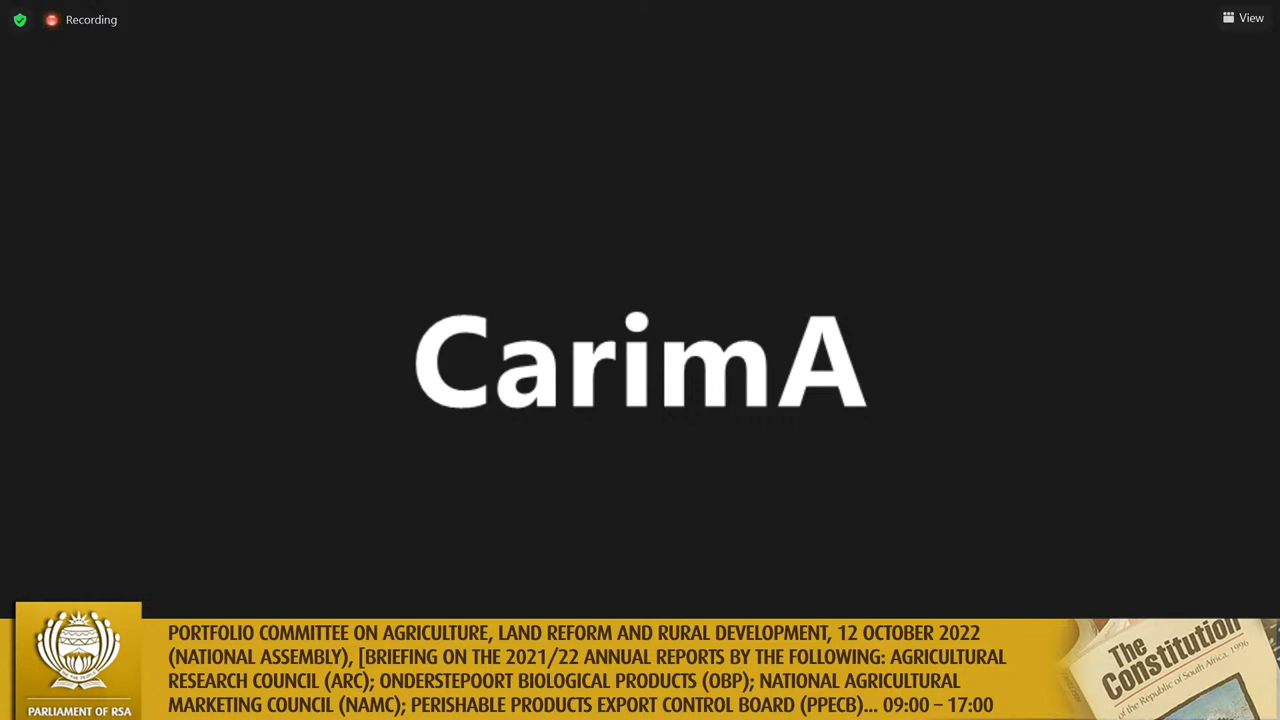 Recording
View
CarimA
PORTFOLIO COMMITTEE ON AGRICULTURE, LAND REFORM AND RURAL DEVELOPMENT, 12 OCTOBER 2022
(NATIONAL ASSEMBLY), [BRIEFING ON THE 2021/22 ANNUAL REPORTS BY THE FOLLOWING: AGRICULTURAL
RESEARCH COUNCIL (ARC); ONDERSTEPOORT BIOLOGICAL PRODUCTS (OBP); NATIONAL AGRICULTURAL
MARKETING COUNCIL (NAMC); PERISHABLE PRODUCTS EXPORT CONTROL BOARD (PPECB)... 09:00 – 17:00
PARLIAMENT OF RSA
The
Constitution
of the Republic of South Africa, 1996